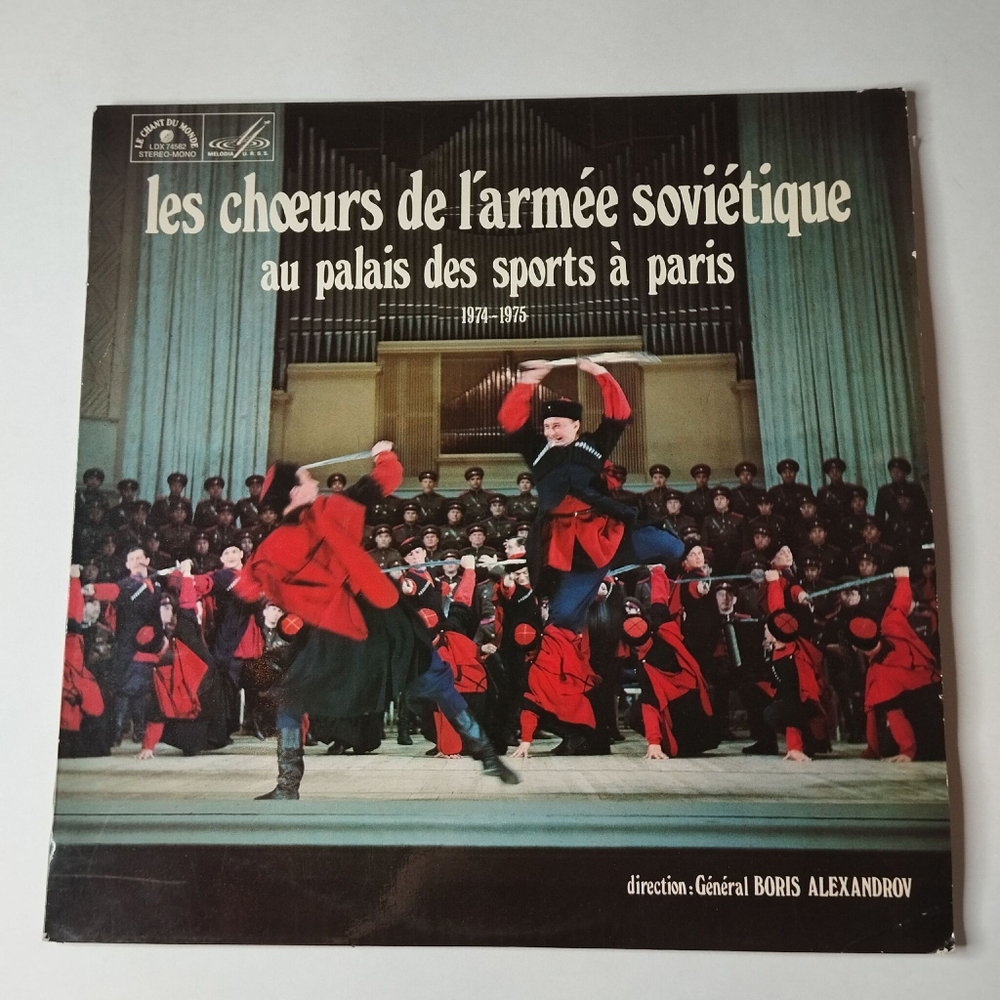 LE CHANT DU MONDE
LDX 74562
STEREO-MONO
MELODIA U.R.S.S.
les chœurs de l'armée soviétique
au palais des sports à paris
1974-1975
direction: Général BORIS ALEXANDROV